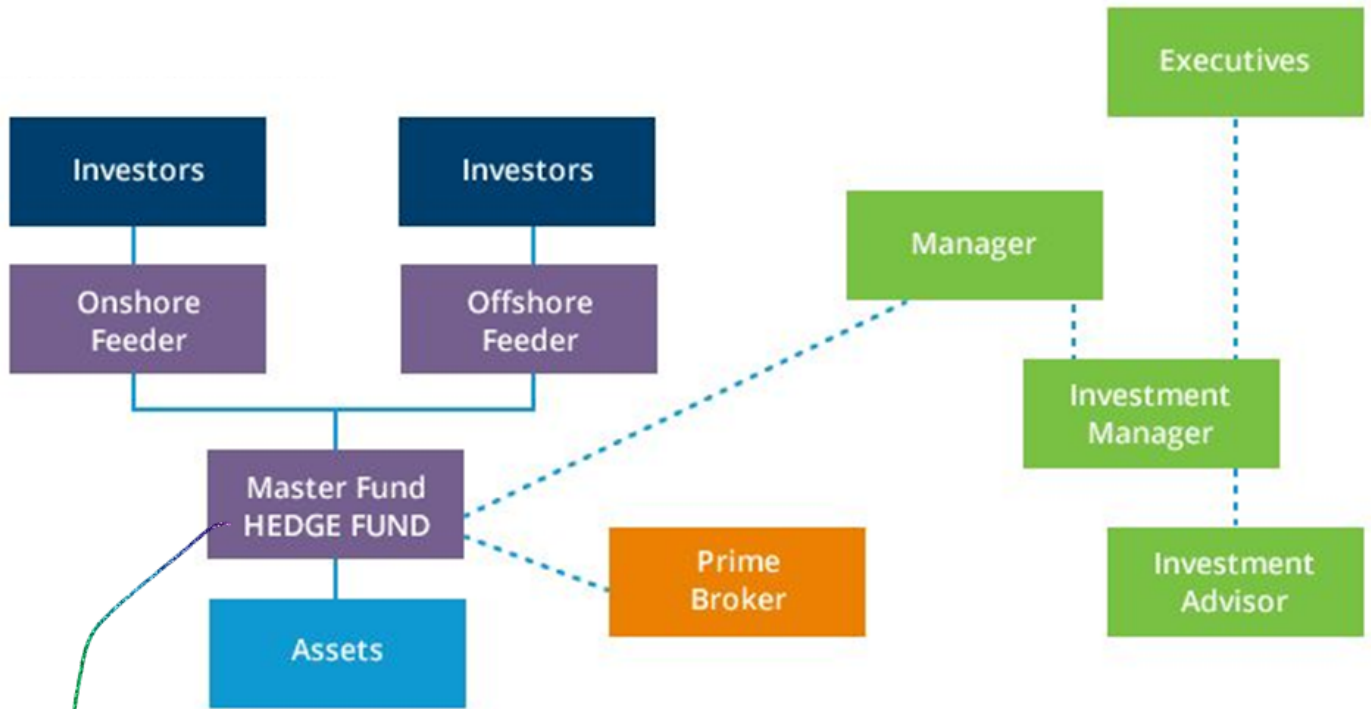 Executives
Investors
Investors
Manager
Onshore
Feeder
Offshore
Feeder
Investment
Manager
Master Fund
HEDGE FUND
Prime
Broker
Investment
Advisor
Assets